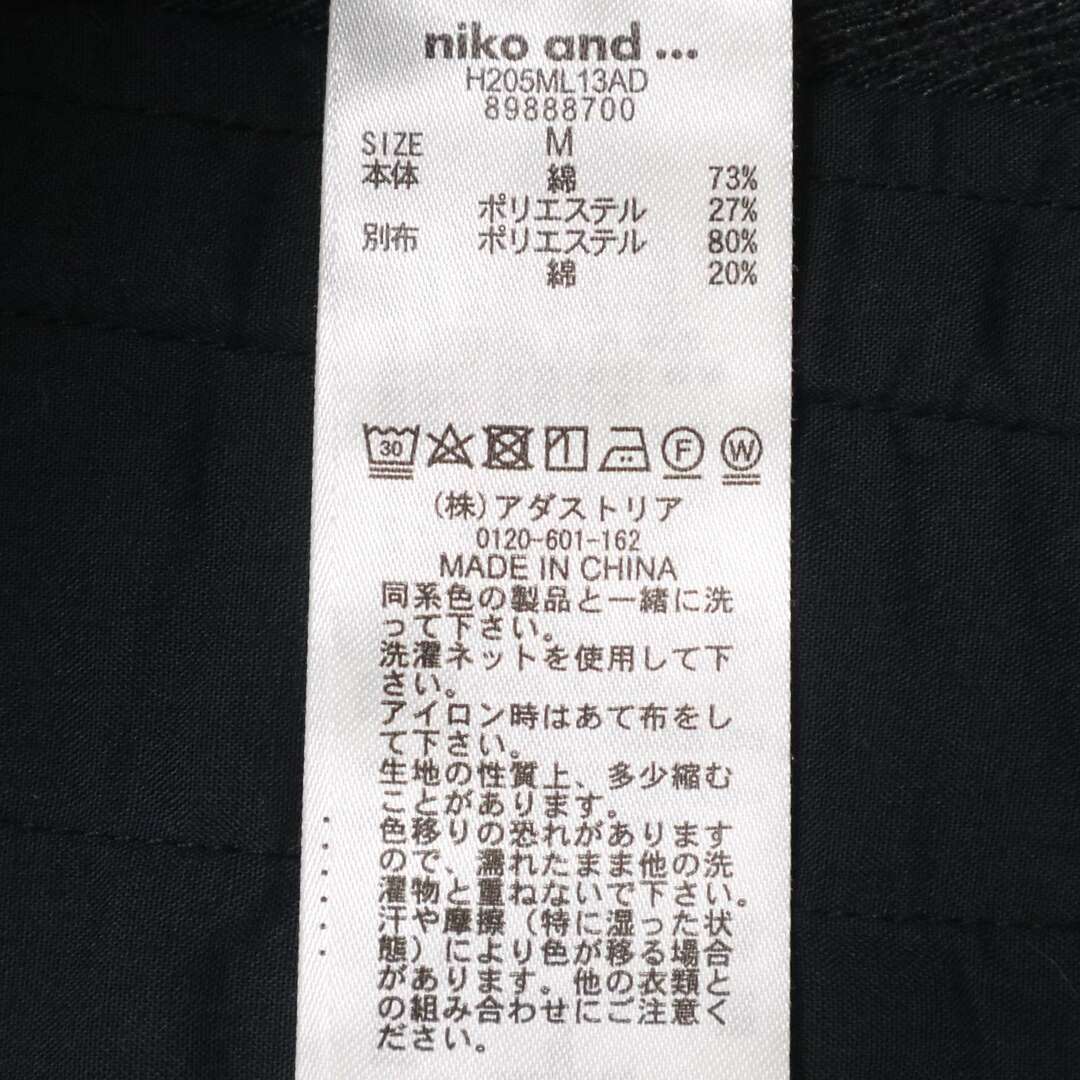 niko and ...
H205ML13AD
89888700
SIZE M
本体 綿 73%
ポリエステル 27%
別布 ポリエステル 80%
綿 20%
30 F W
(株)アダストリア
0120-601-162
MADE IN CHINA
同系色の製品と一緒に洗
って下さい。
洗濯ネットを使用して下
さい。
アイロン時はあて布をし
て下さい。
生地の性質上、多少縮む
ことがあります。
色移りの恐れがあります
ので、濡れたまま他の洗
濯物と重ねないで下さい。
汗や摩擦(特に湿った状
態)により色が移る場合
があります。他の衣類と
の組み合わせにご注意く
ださい。